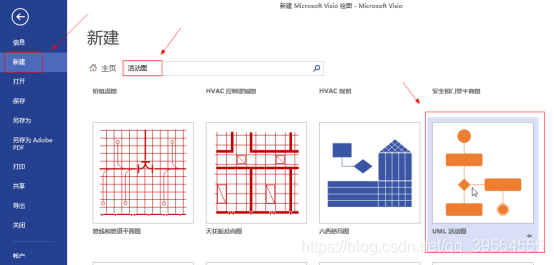 新建 Microsoft Visio 绘图 - Microsoft Visio
信息
新建
打开
保存
另存为
另存为 Adobe
PDF
打印
共享
导出
关闭
帐户
新建
主页
活动图
价值流图
HVAC 控制逻辑图
HVAC 规划
安全和门禁平面图
管线和管道平面图
天花板反向图
六西格玛图
UML 活动图
https://blog.csdn.net/qq_39564555